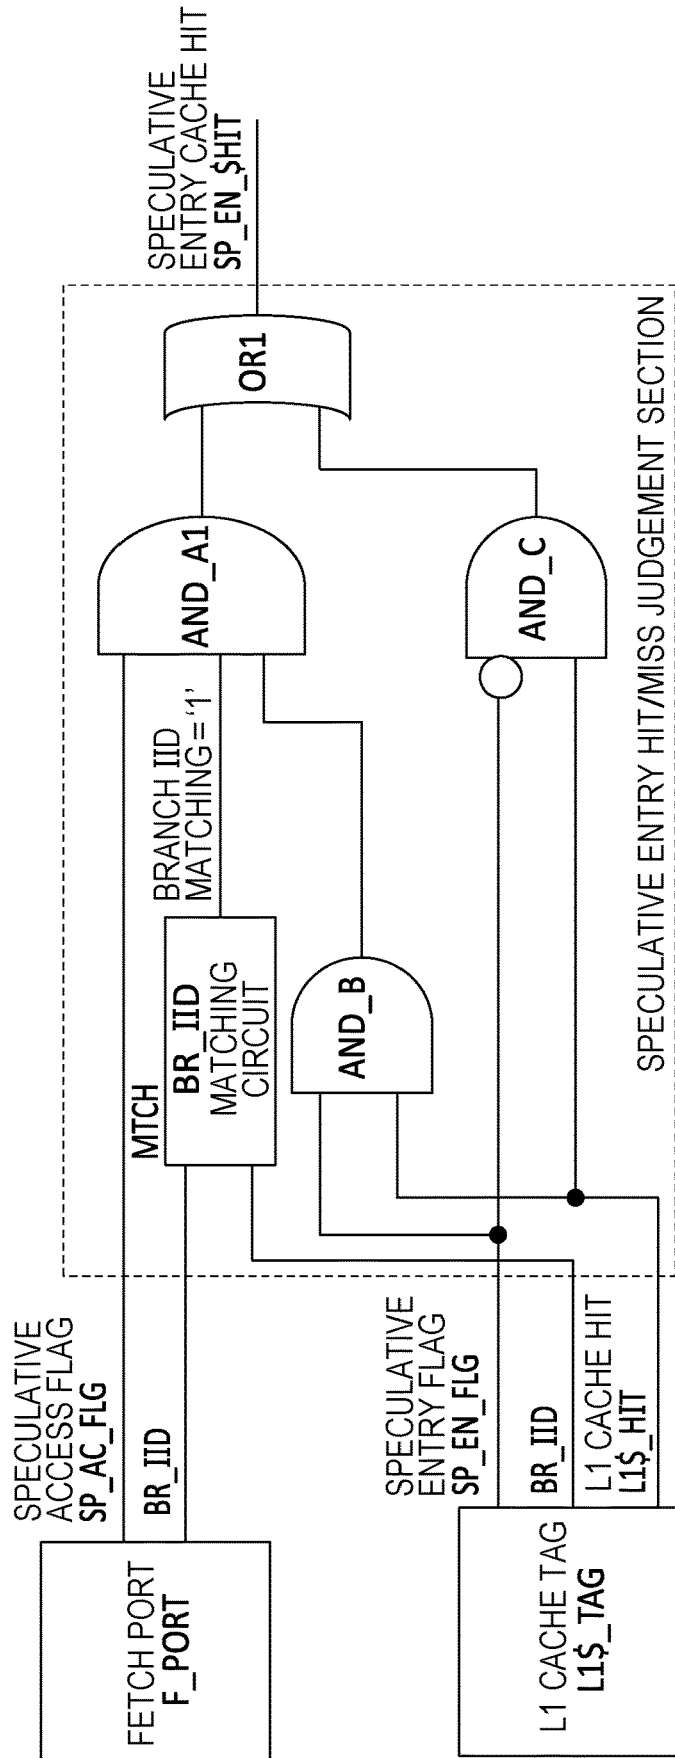 FETCH PORT
F_PORT
SPECULATIVE
ACCESS FLAG
SP_AC_FLG
BR_IID
L1 CACHE TAG
L1$_TAG
SPECULATIVE
ENTRY FLAG
SP_EN_FLG
BR_IID
L1 CACHE HIT
L1$_HIT
MTCH
BR_IID
MATCHING
CIRCUIT
BRANCH IID
MATCHING = '1'
AND_B
AND_A1
AND_C
OR1
SPECULATIVE
ENTRY CACHE HIT
SP_EN_$HIT
SPECULATIVE ENTRY HIT/MISS JUDGEMENT SECTION